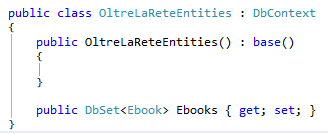 public class OltreLaReteEntities : DbContext
{
    public OltreLaReteEntities() : base()
    {
    }
    public DbSet<Ebook> Ebooks { get; set; }
}